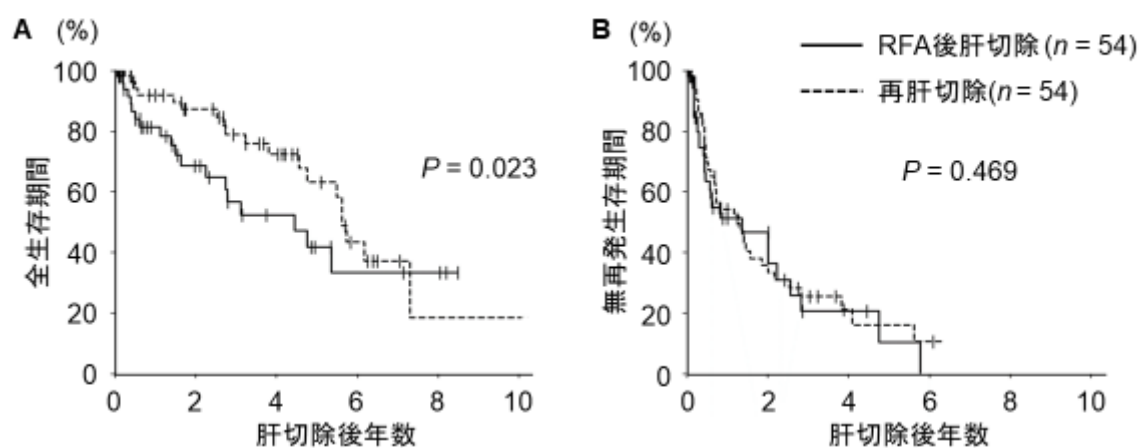 A (%)
100
80
60
40
20
0
全生存期間
P = 0.023
0 2 4 6 8 10
肝切除後年数
B (%)
RFA後肝切除 (n = 54)
再肝切除(n = 54)
100
80
60
40
20
0
無再発生存期間
P = 0.469
0 2 4 6 8 10
肝切除後年数